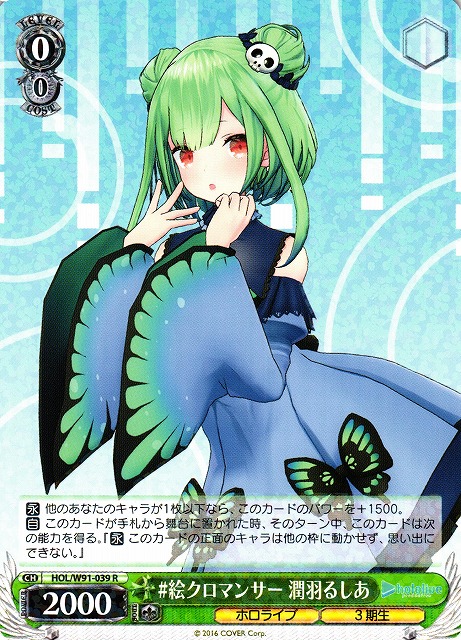 LEVEL
0
0
COST
永 他のあなたのキャラが1枚以下なら、このカードのパワーを+1500。
自 このカードが手札から舞台に置かれた時、そのターン中、このカードは次
の能力を得る。『永 このカードの正面のキャラは他の枠に動かせず、思い出に
できない。』
CH HOL/W91-039 R
POWER
2000
#絵クロマンサー 潤羽るしあ
hololive
ホロライブ
3期生
© 2016 COVER Corp.